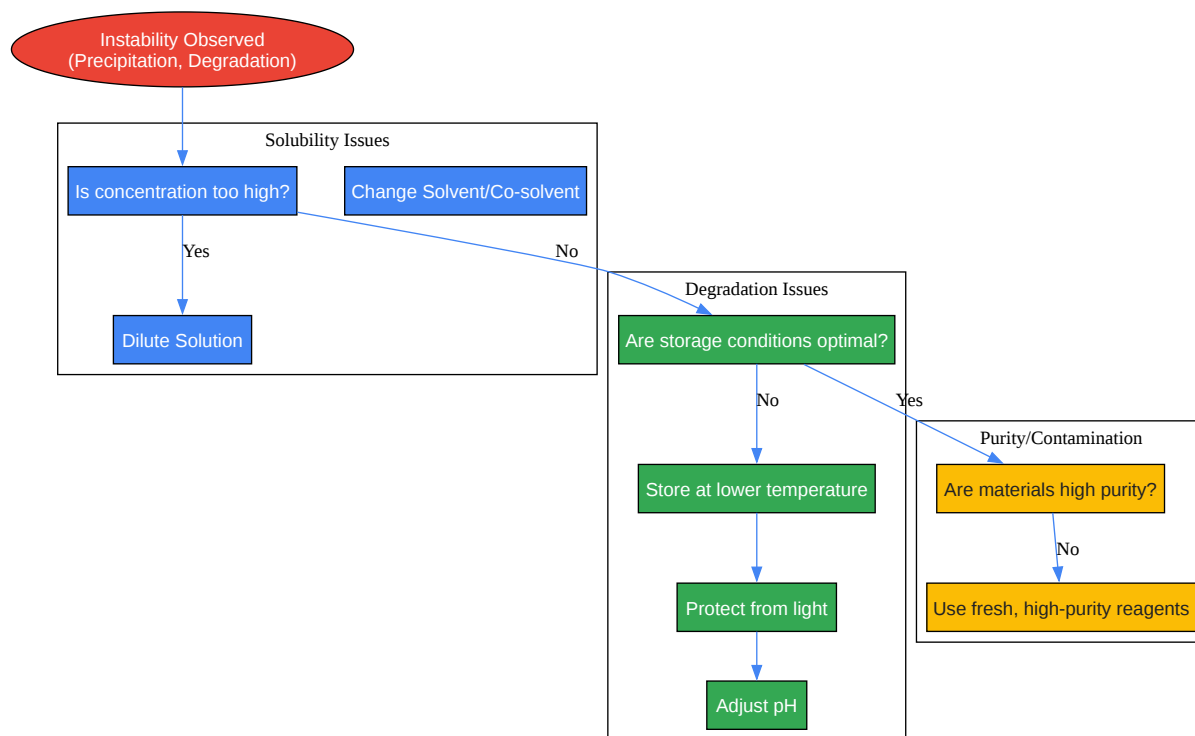 Instability Observed
(Precipitation, Degradation)
Solubility Issues
Is concentration too high?
Change Solvent/Co-solvent
Yes
No
Dilute Solution
Degradation Issues
Are storage conditions optimal?
No
Yes
Purity/Contamination
Store at lower temperature
Are materials high purity?
No
Protect from light
Use fresh, high-purity reagents
Adjust pH